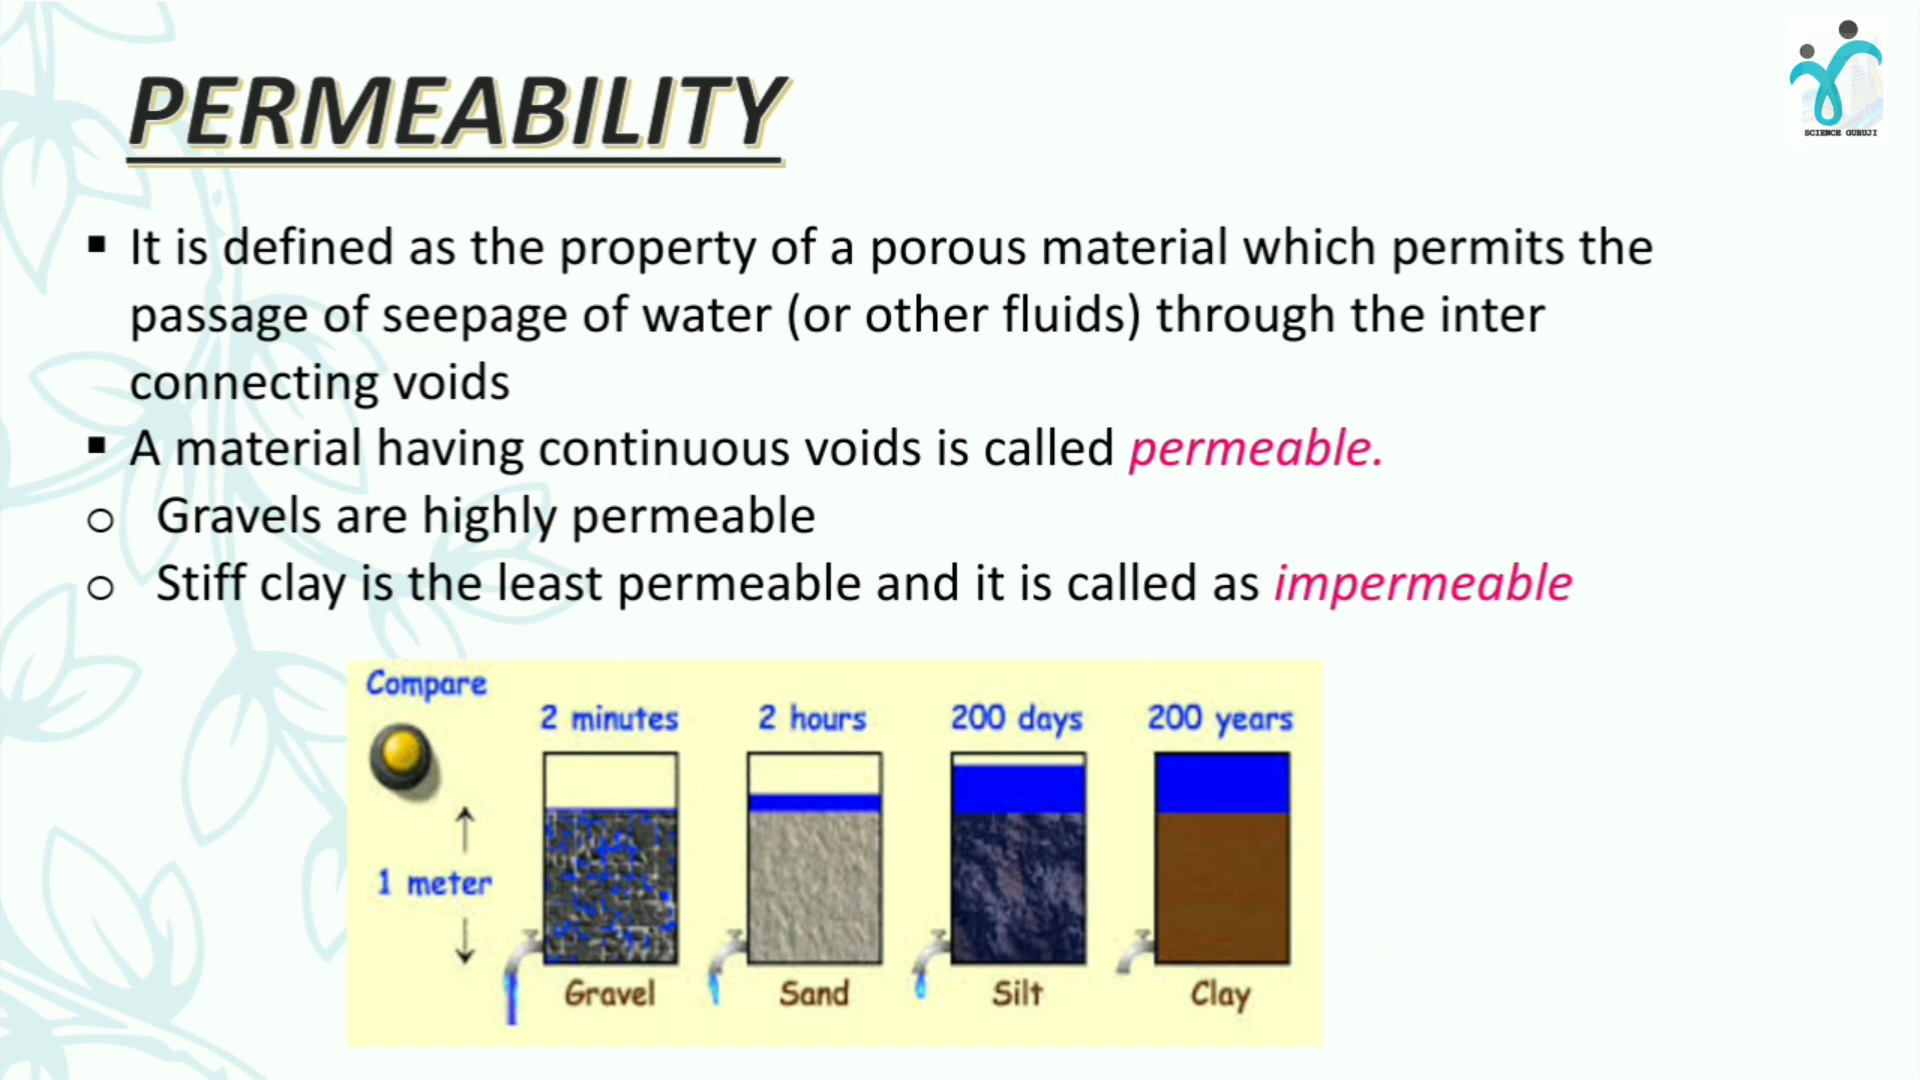 PERMEABILITY
SCIENCE GURUJI
▪ It is defined as the property of a porous material which permits the
passage of seepage of water (or other fluids) through the inter
connecting voids
▪ A material having continuous voids is called permeable.
o Gravels are highly permeable
o Stiff clay is the least permeable and it is called as impermeable
Compare
2 minutes 2 hours 200 days 200 years
1 meter
Gravel Sand Silt Clay